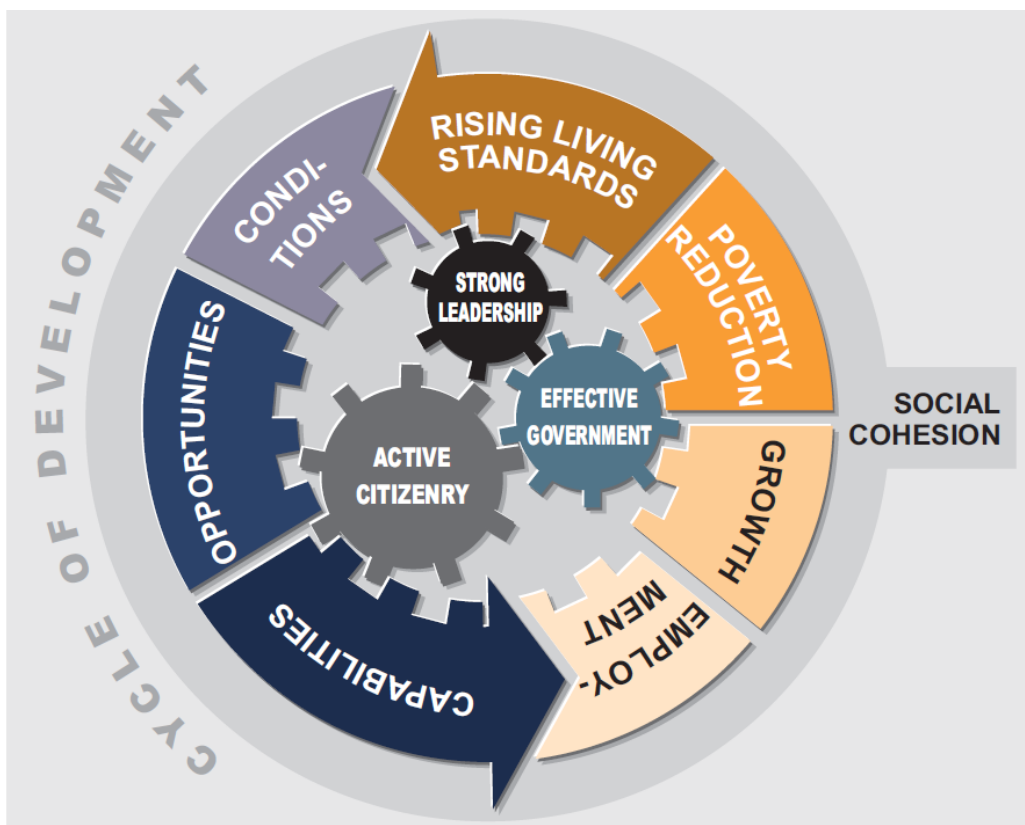 CYCLE OF DEVELOPMENT
RISING LIVING
STANDARDS
CONDI-
TIONS
POVERTY
REDUCTION
STRONG
LEADERSHIP
OPPORTUNITIES
EFFECTIVE
GOVERNMENT
SOCIAL
COHESION
ACTIVE
CITIZENRY
GROWTH
EMPLOY-
MENT
CAPABILITIES